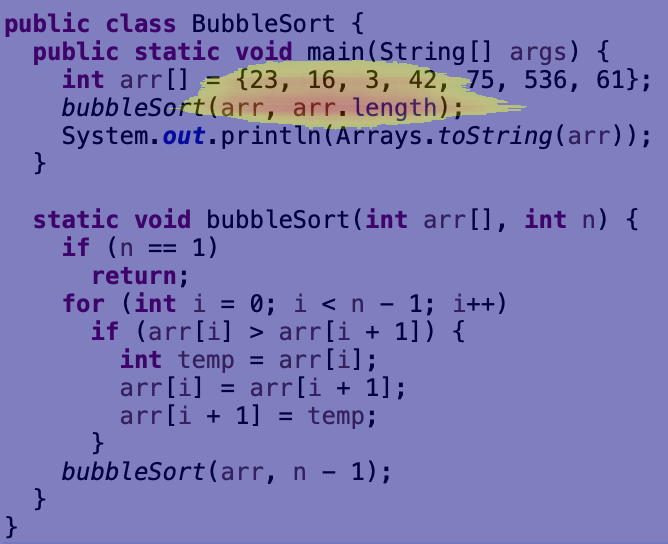 public class BubbleSort {
  public static void main(String[] args) {
    int arr[] = {23, 16, 3, 42, 75, 536, 61};
    bubbleSort(arr, arr.length);
    System.out.println(Arrays.toString(arr));
  }

  static void bubbleSort(int arr[], int n) {
    if (n == 1)
      return;
    for (int i = 0; i < n - 1; i++)
      if (arr[i] > arr[i + 1]) {
        int temp = arr[i];
        arr[i] = arr[i + 1];
        arr[i + 1] = temp;
      }
    bubbleSort(arr, n - 1);
  }
}